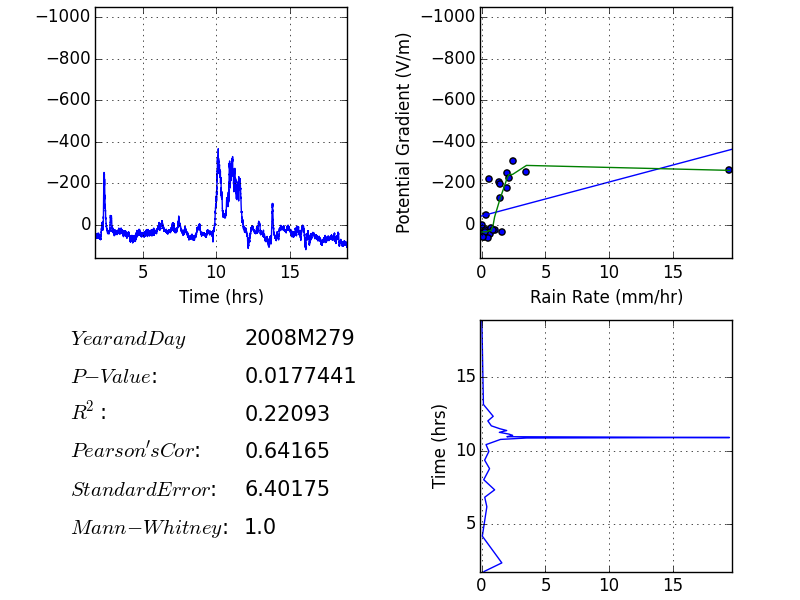 −1000
−800
−600
−400
−200
0
5 10 15
Time (hrs)
−1000
−800
−600
−400
−200
0
Potential Gradient (V/m)
0 5 10 15
Rain Rate (mm/hr)
YearandDay 2008M279
P−Value: 0.0177441
R²: 0.22093
Pearson′sCor: 0.64165
StandardError: 6.40175
Mann−Whitney: 1.0
15
10
5
Time (hrs)
0 5 10 15